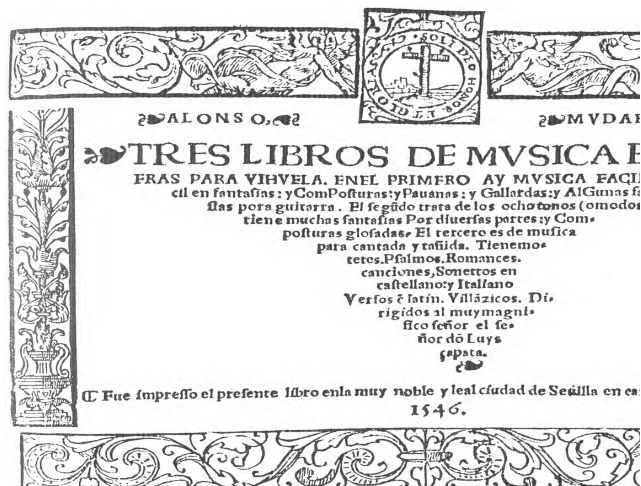 SOLI DEO HONOR ET GLORIA
ALONSO, MVDAR
TRES LIBROS DE MVSICA E
FRAS PARA VIHVELA. ENEL PRIMERO AY MVSICA FACIL
cil en fantasias: y Composturas: y Pauanas: y Gallardas: y Algunas fa
sias pora guitarra. El segũdo trata de los ocho tonos (omodos
tiene muchas fantasias Por diuersas partes: y Com-
posturas glosadas. El tercero es de musica
para cantada y tañida. Tienemo-
tetes. Psalmos. Romances.
canciones, Sonettos en
castellano: y Italiano
Versos ẽ latin. Villãzicos. Di-
rigidos al muy magni-
fico señor el se-
ñor dõ Luys
çapata.
Fue impresso el presente libro enla muy noble y leal ciudad de Seuilla en ca
1546.